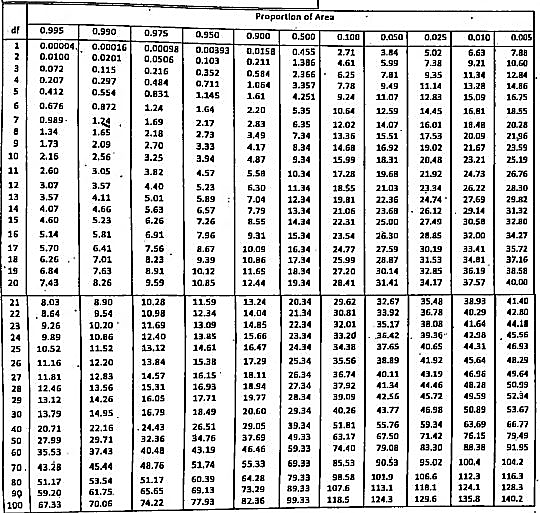 Proportion of Area
df 0.995 0.990 0.975 0.950 0.900 0.500 0.100 0.050 0.025 0.010 0.005
1 0.00004 0.00016 0.00098 0.00393 0.0158 0.455 2.71 3.84 5.02 6.63 7.88
2 0.0100 0.0201 0.0506 0.103 0.211 1.386 4.61 5.99 7.38 9.21 10.60
3 0.072 0.115 0.216 0.352 0.584 2.366 6.25 7.81 9.35 11.34 12.84
4 0.207 0.297 0.484 0.711 1.064 3.357 7.78 9.49 11.14 13.28 14.86
5 0.412 0.554 0.831 1.145 1.61 4.251 9.24 11.07 12.83 15.09 16.75
6 0.676 0.872 1.24 1.64 2.20 5.35 10.64 12.59 14.45 16.81 18.55
7 0.989 1.24 1.69 2.17 2.83 6.35 12.02 14.07 16.01 18.48 20.28
8 1.34 1.65 2.18 2.73 3.49 7.34 13.36 15.51 17.53 20.09 21.96
9 1.73 2.09 2.70 3.33 4.17 8.34 14.68 16.92 19.02 21.67 23.59
10 2.16 2.56 3.25 3.94 4.87 9.34 15.99 18.31 20.48 23.21 25.19
11 2.60 3.05 3.82 4.57 5.58 10.34 17.28 19.68 21.92 24.73 26.76
12 3.07 3.57 4.40 5.23 6.30 11.34 18.55 21.03 23.34 26.22 28.30
13 3.57 4.11 5.01 5.89 7.04 12.34 19.81 22.36 24.74 27.69 29.82
14 4.07 4.66 5.63 6.57 7.79 13.34 21.06 23.68 26.12 29.14 31.32
15 4.60 5.23 6.26 7.26 8.55 14.34 22.31 25.00 27.49 30.58 32.80
16 5.14 5.81 6.91 7.96 9.31 15.34 23.54 26.30 28.85 32.00 34.27
17 5.70 6.41 7.56 8.67 10.09 16.34 24.77 27.59 30.19 33.41 35.72
18 6.26 7.01 8.23 9.39 10.86 17.34 25.99 28.87 31.53 34.81 37.16
19 6.84 7.63 8.91 10.12 11.65 18.34 27.20 30.14 32.85 36.19 38.58
20 7.43 8.26 9.59 10.85 12.44 19.34 28.41 31.41 34.17 37.57 40.00
21 8.03 8.90 10.28 11.59 13.24 20.34 29.62 32.67 35.48 38.93 41.40
22 8.64 9.54 10.98 12.34 14.04 21.34 30.81 33.92 36.78 40.29 42.80
23 9.26 10.20 11.69 13.09 14.85 22.34 32.01 35.17 38.08 41.64 44.18
24 9.89 10.86 12.40 13.85 15.66 23.34 33.20 36.42 39.36 42.98 45.56
25 10.52 11.52 13.12 14.61 16.47 24.34 34.38 37.65 40.65 44.31 46.93
26 11.16 12.20 13.84 15.38 17.29 25.34 35.56 38.89 41.92 45.64 48.29
27 11.81 12.83 14.57 16.15 18.11 26.34 36.74 40.11 43.19 46.96 49.64
28 12.46 13.56 15.31 16.93 18.94 27.34 37.92 41.34 44.46 48.28 50.99
29 13.12 14.26 16.05 17.71 19.77 28.34 39.09 42.56 45.72 49.59 52.34
30 13.79 14.95 16.79 18.49 20.60 29.34 40.26 43.77 46.98 50.89 53.67
40 20.71 22.16 24.43 26.51 29.05 39.34 51.81 55.76 59.34 63.69 66.77
50 27.99 29.71 32.36 34.76 37.69 49.33 63.17 67.50 71.42 76.15 79.49
60 35.53 37.43 40.48 43.19 46.46 59.33 74.40 79.08 83.30 88.38 91.95
70 43.28 45.44 48.76 51.74 55.33 69.33 85.53 90.53 95.02 100.4 104.2
80 51.17 53.54 51.17 60.39 64.28 79.33 98.58 101.9 106.6 112.3 116.3
90 59.20 61.75 65.65 69.13 73.29 89.33 107.6 113.1 118.1 124.1 128.3
100 67.33 70.06 74.22 77.93 82.36 99.33 118.5 124.3 129.6 135.8 140.2